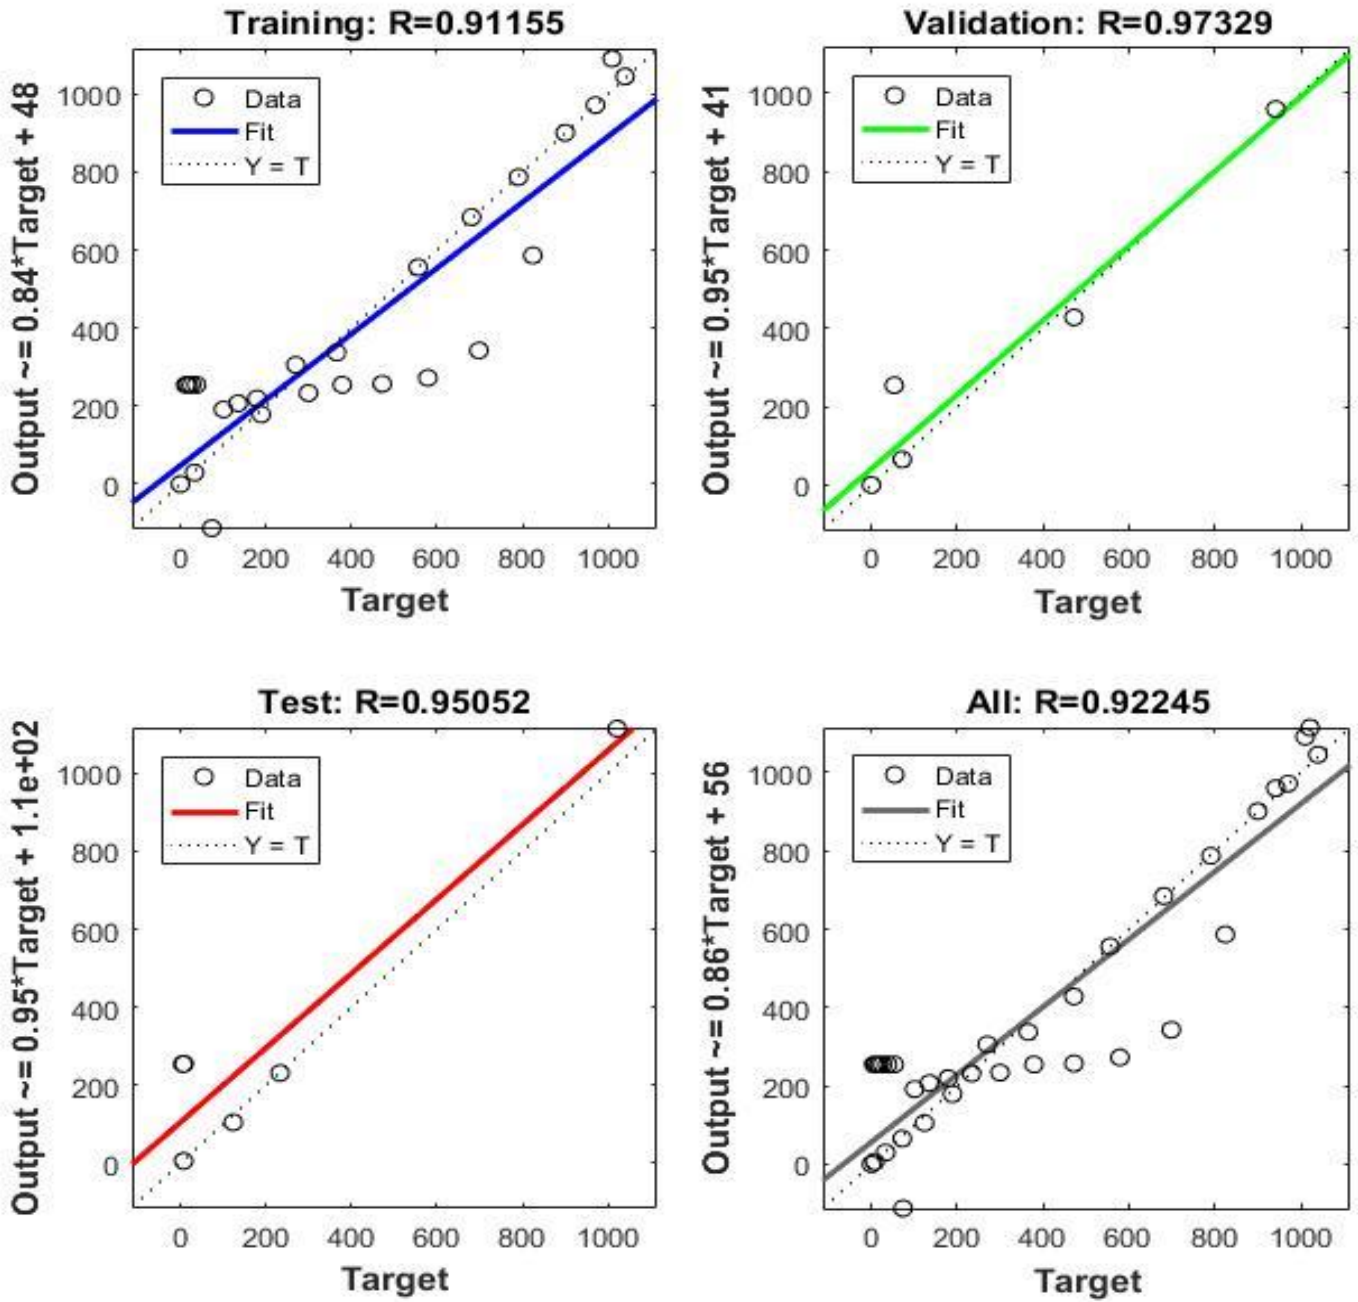 Training: R=0.91155
Output ~= 0.84*Target + 48
1000
800
600
400
200
0
Data
Fit
Y = T
0 200 400 600 800 1000
Target
Validation: R=0.97329
Output ~= 0.95*Target + 41
1000
800
600
400
200
0
Data
Fit
Y = T
0 200 400 600 800 1000
Target
Test: R=0.95052
Output ~= 0.95*Target + 1.1e+02
1000
800
600
400
200
0
Data
Fit
Y = T
0 200 400 600 800 1000
Target
All: R=0.92245
Output ~= 0.86*Target + 56
1000
800
600
400
200
0
Data
Fit
Y = T
0 200 400 600 800 1000
Target